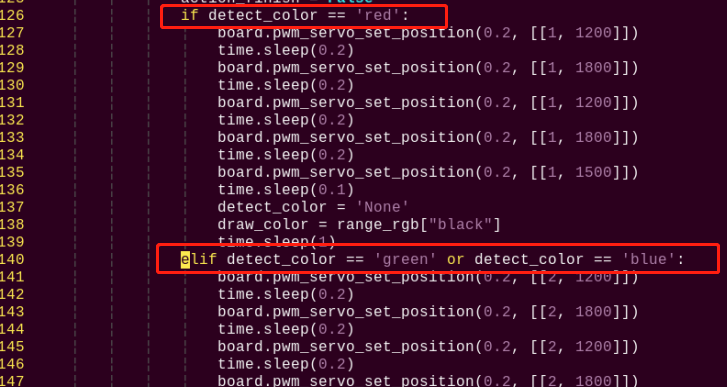 125 action_finish = False
126 if detect_color == 'red':
127 board.pwm_servo_set_position(0.2, [[1, 1200]])
128 time.sleep(0.2)
129 board.pwm_servo_set_position(0.2, [[1, 1800]])
130 time.sleep(0.2)
131 board.pwm_servo_set_position(0.2, [[1, 1200]])
132 time.sleep(0.2)
133 board.pwm_servo_set_position(0.2, [[1, 1800]])
134 time.sleep(0.2)
135 board.pwm_servo_set_position(0.2, [[1, 1500]])
136 time.sleep(0.1)
137 detect_color = 'None'
138 draw_color = range_rgb["black"]
139 time.sleep(1)
140 elif detect_color == 'green' or detect_color == 'blue':
141 board.pwm_servo_set_position(0.2, [[2, 1200]])
142 time.sleep(0.2)
143 board.pwm_servo_set_position(0.2, [[2, 1800]])
144 time.sleep(0.2)
145 board.pwm_servo_set_position(0.2, [[2, 1200]])
146 time.sleep(0.2)
147 board.pwm_servo_set_position(0.2, [[2, 1800]])